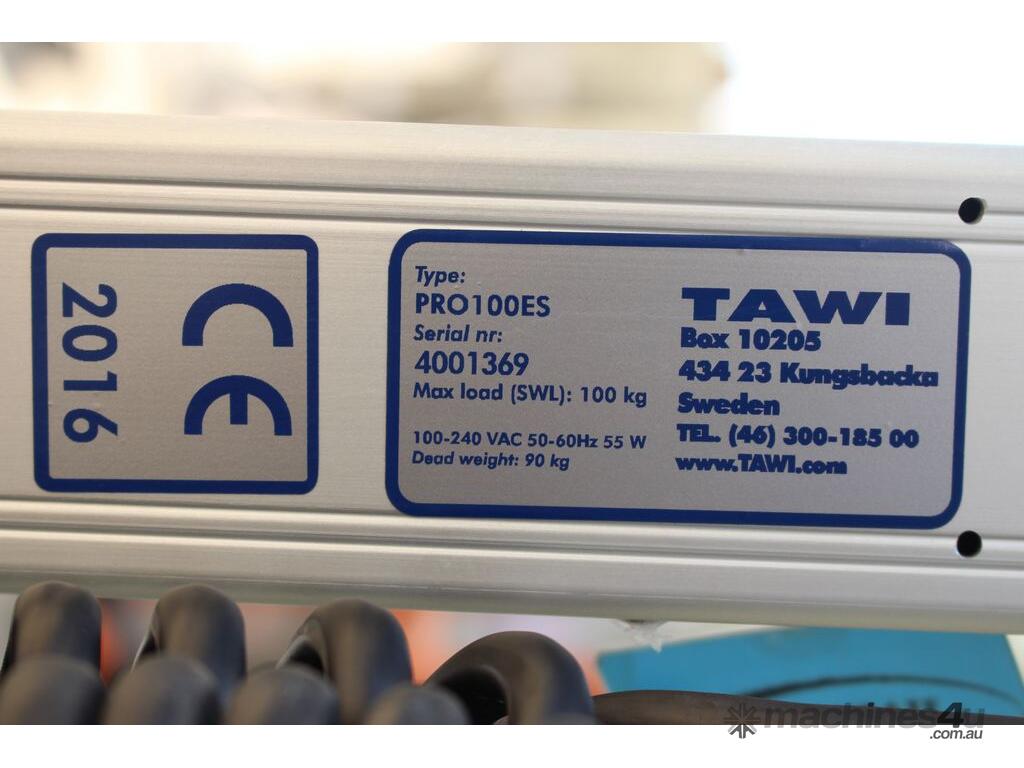 2016
CE
Type:
PRO100ES
Serial nr:
4001369
Max load (SWL): 100 kg
100-240 VAC 50-60Hz 55 W
Dead weight: 90 kg
TAWI
Box 10205
434 23 Kungsbacka
Sweden
TEL. (46) 300-185 00
www.TAWI.com
machines4u
.com.au